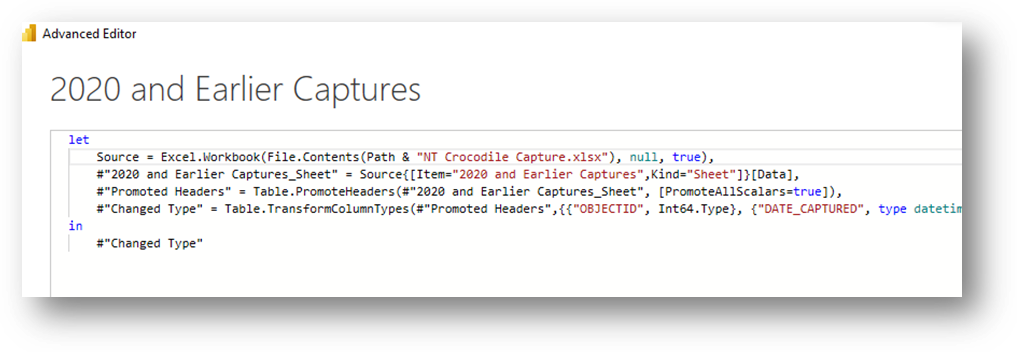 Advanced Editor
2020 and Earlier Captures
let
Source = Excel.Workbook(File.Contents(Path & "NT Crocodile Capture.xlsx"), null, true),
#"2020 and Earlier Captures_Sheet" = Source{[Item="2020 and Earlier Captures",Kind="Sheet"]}[Data],
#"Promoted Headers" = Table.PromoteHeaders(#"2020 and Earlier Captures_Sheet", [PromoteAllScalars=true]),
#"Changed Type" = Table.TransformColumnTypes(#"Promoted Headers",{{"OBJECTID", Int64.Type}, {"DATE_CAPTURED", type datetim
in
#"Changed Type"